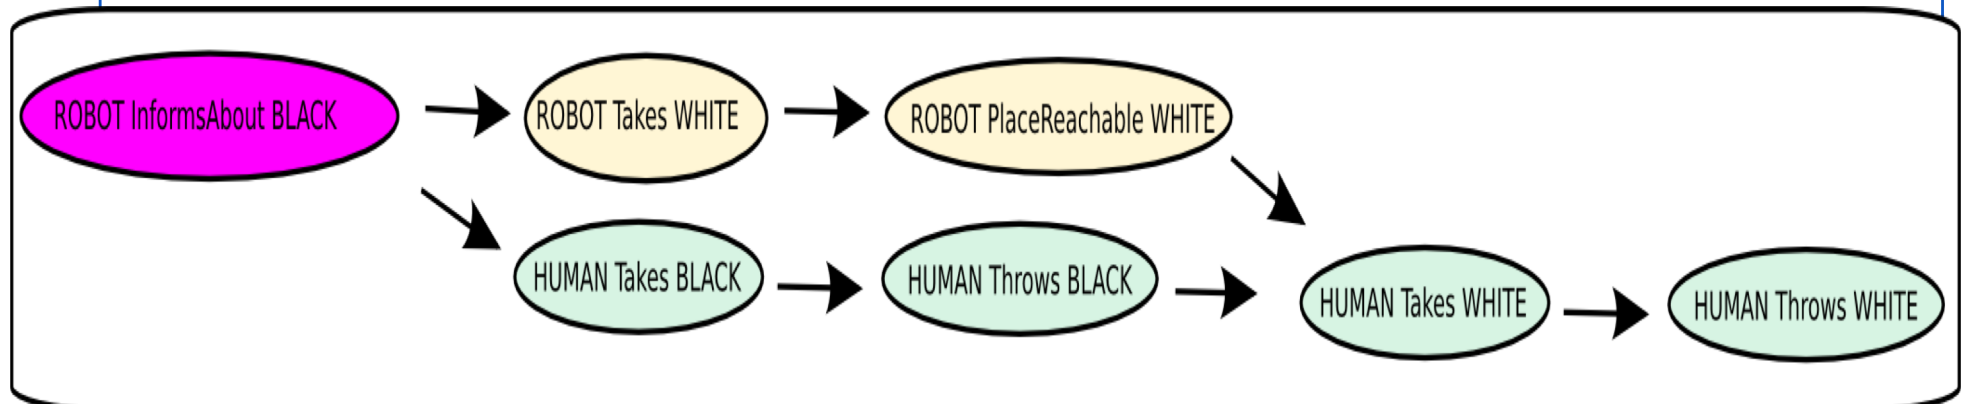 ROBOT InformsAbout BLACK
ROBOT Takes WHITE
ROBOT PlaceReachable WHITE
HUMAN Takes BLACK
HUMAN Throws BLACK
HUMAN Takes WHITE
HUMAN Throws WHITE